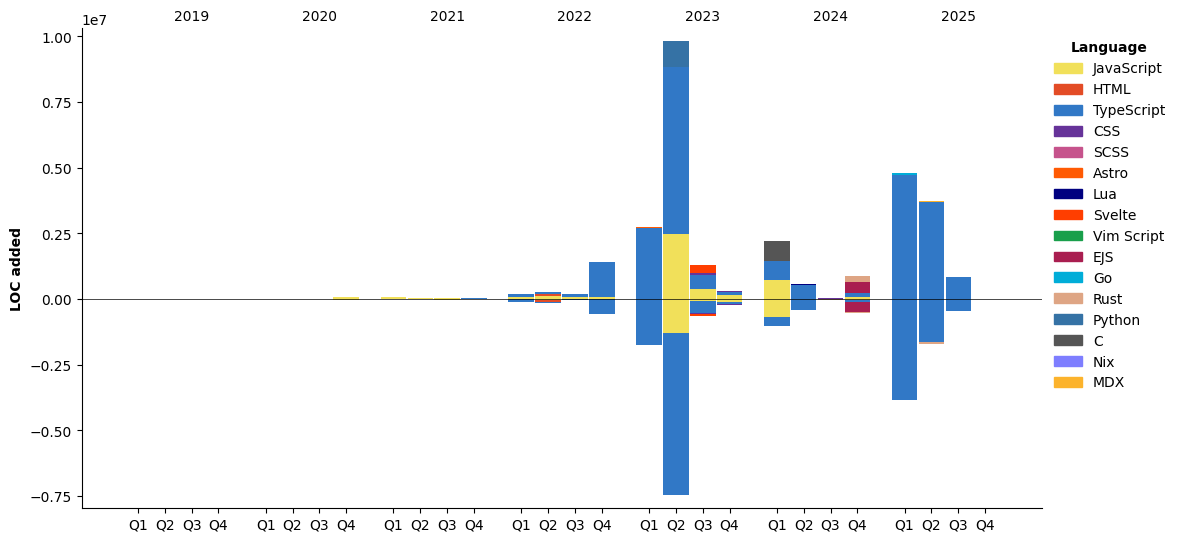 1e7
2019 2020 2021 2022 2023 2024 2025
1.00
0.75
0.50
0.25
0.00
−0.25
−0.50
−0.75
LOC added
Q1 Q2 Q3 Q4 Q1 Q2 Q3 Q4 Q1 Q2 Q3 Q4 Q1 Q2 Q3 Q4 Q1 Q2 Q3 Q4 Q1 Q2 Q3 Q4 Q1 Q2 Q3 Q4
Language
JavaScript
HTML
TypeScript
CSS
SCSS
Astro
Lua
Svelte
Vim Script
EJS
Go
Rust
Python
C
Nix
MDX